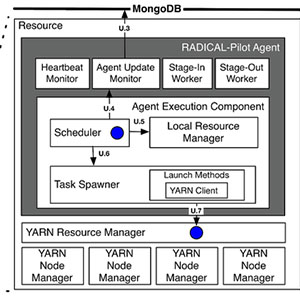 MongoDB
Resource
U.3
RADICAL-Pilot Agent
Heartbeat
Monitor
Agent Update
Monitor
Stage-In
Worker
Stage-Out
Worker
U.4
Agent Execution Component
Scheduler
U.5
Local Resource
Manager
U.6
Task Spawner
Launch Methods
YARN Client
U.7
YARN Resource Manager
YARN
Node
Manager
YARN
Node
Manager
YARN
Node
Manager
YARN
Node
Manager